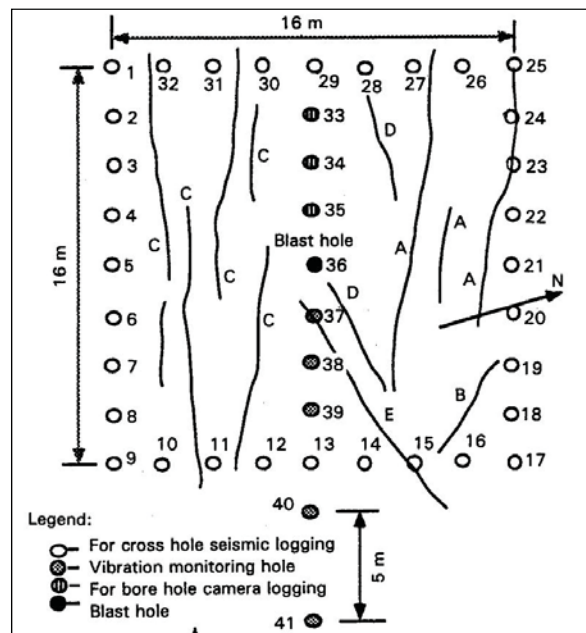 16 m
1 32 31 30 29 28 27 26 25
2 33 D 24
3 C 34 23
4 C 35 A 22
C Blast hole A
16 m 5 C 36 A 21 N
D
6 C 37 20
7 38 19
B
8 39 E 18
9 10 11 12 13 14 15 16 17
40
Legend:
For cross hole seismic logging
Vibration monitoring hole
For bore hole camera logging
Blast hole
5 m
41